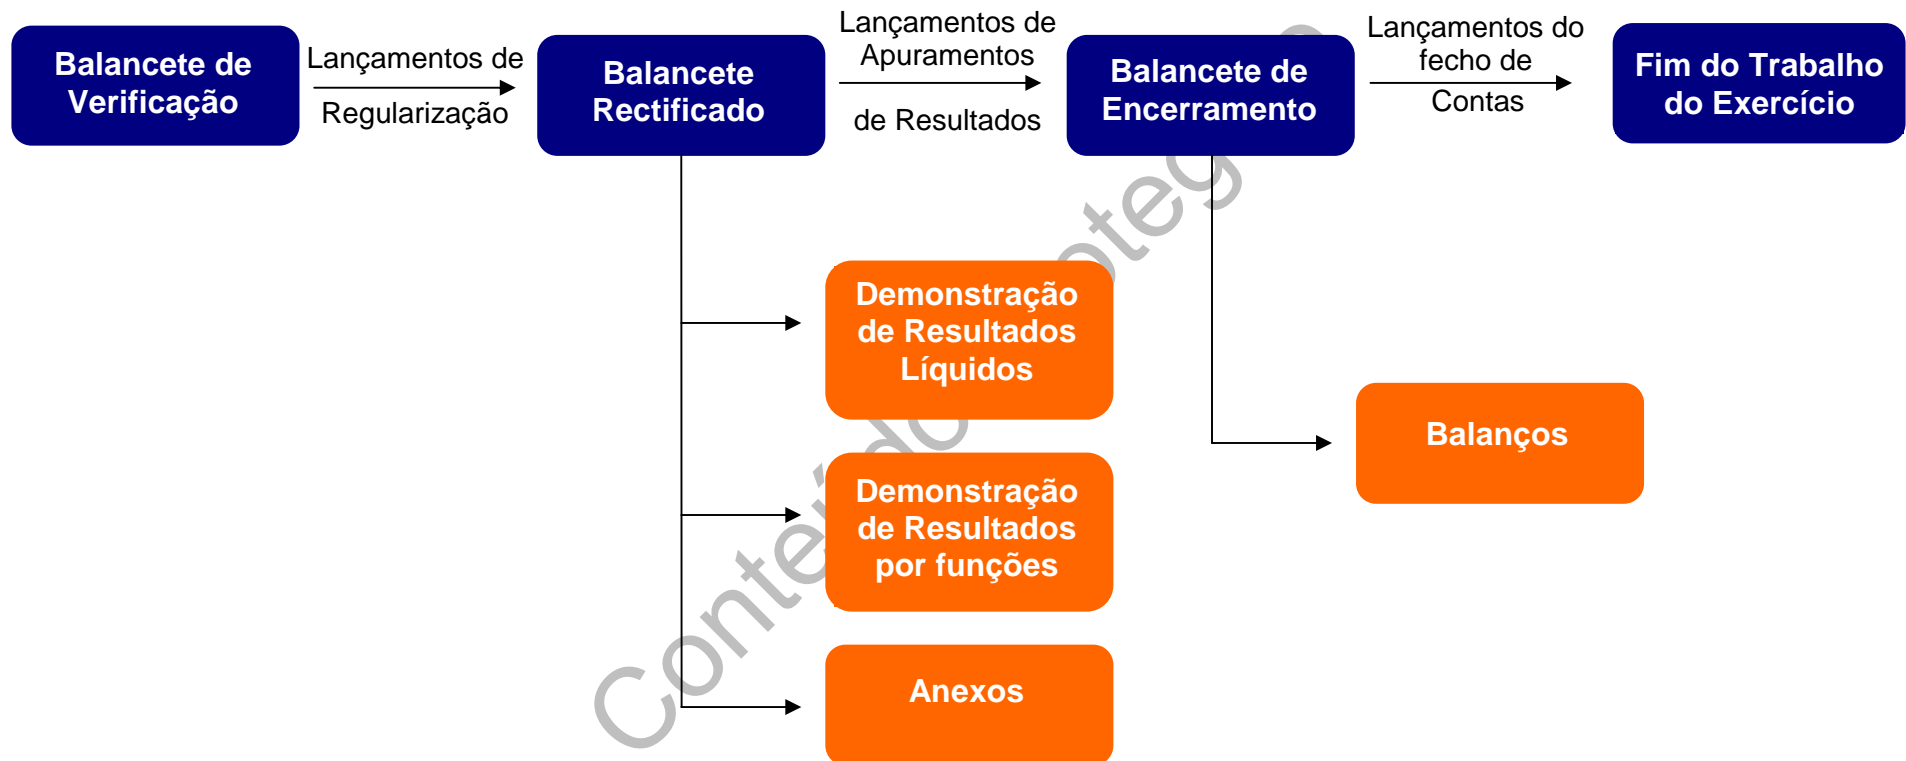 Balancete de
Verificação
Lançamentos de
Regularização
Balancete
Rectificado
Lançamentos de
Apuramentos
de Resultados
Balancete de
Encerramento
Lançamentos do
fecho de
Contas
Fim do Trabalho
do Exercício
Demonstração
de Resultados
Líquidos
Balanços
Demonstração
de Resultados
por funções
Anexos